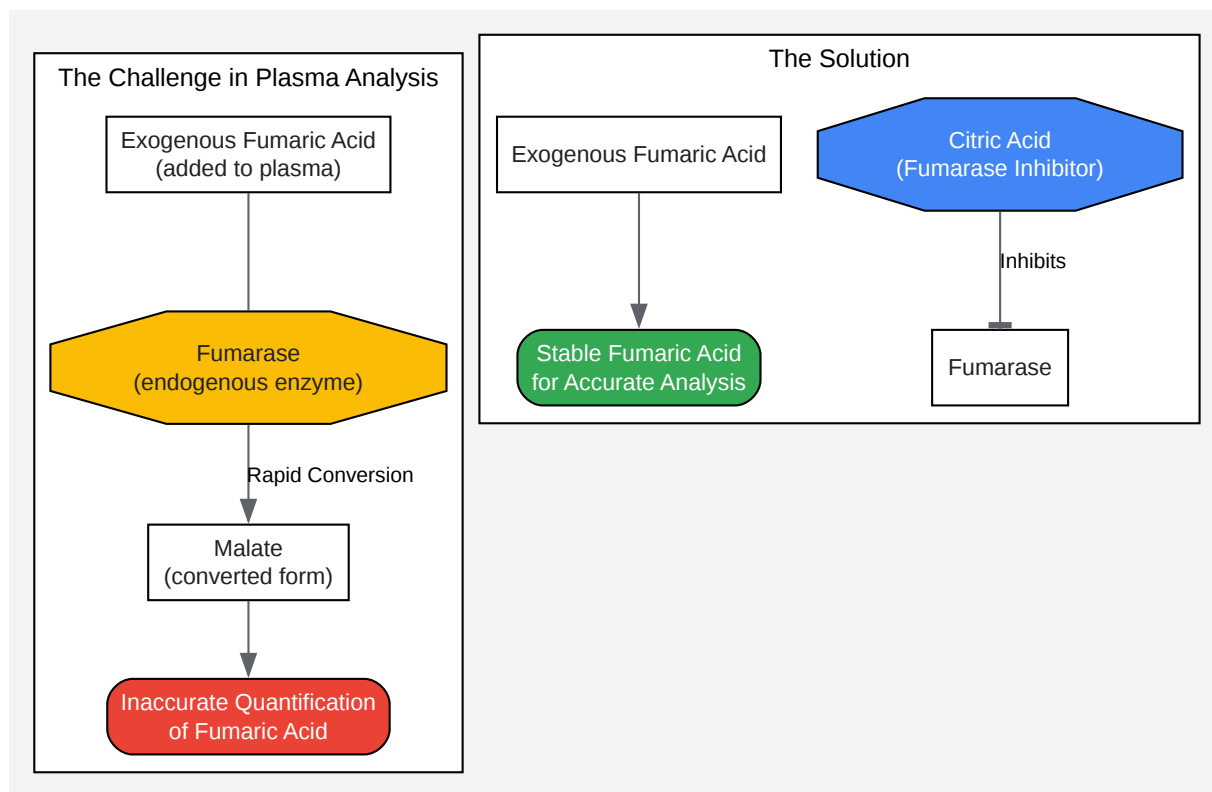 The Challenge in Plasma Analysis
Exogenous Fumaric Acid
(added to plasma)
Fumarase
(endogenous enzyme)
Rapid Conversion
Malate
(converted form)
Inaccurate Quantification
of Fumaric Acid
The Solution
Exogenous Fumaric Acid
Citric Acid
(Fumarase Inhibitor)
Inhibits
Stable Fumaric Acid
for Accurate Analysis
Fumarase